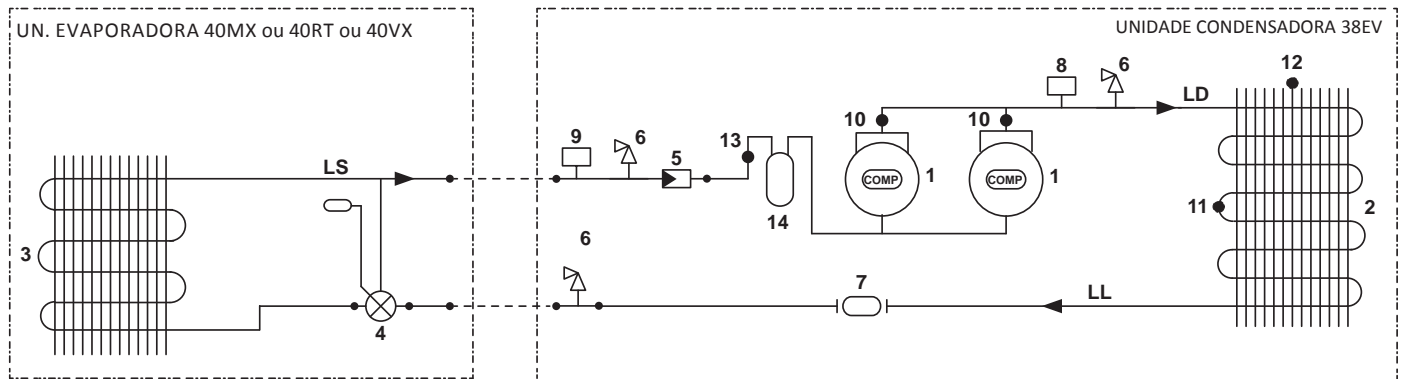 UN. EVAPORADORA 40MX ou 40RT ou 40VX
UNIDADE CONDENSADORA 38EV
12
8
6
LD
10
10
9
6
13
5
LS
COMP
1
COMP
1
14
11
2
3
6
7
LL
4